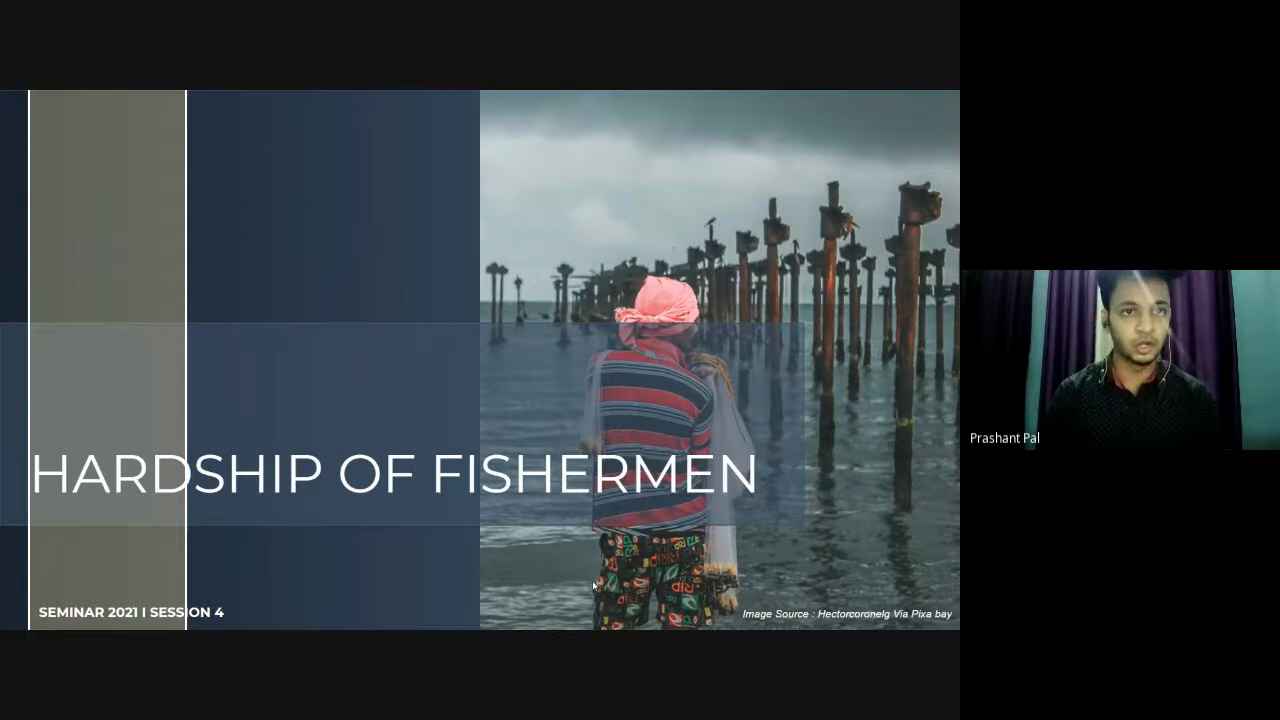 HARDSHIP OF FISHERMEN
SEMINAR 2021 I SESSION 4
Image Source : Hectorcoronelg Via Pixa bay
Prashant Pal